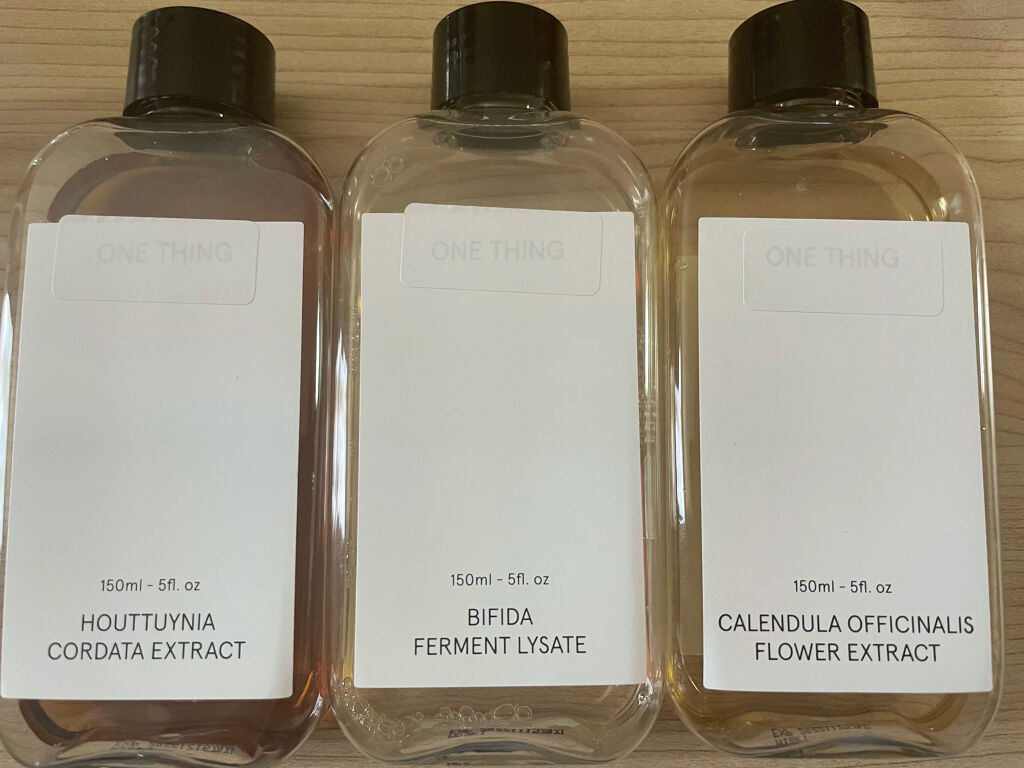 ONE THING
150ml - 5fl. oz
HOUTTUYNIA
CORDATA EXTRACT
ONE THING
150ml - 5fl. oz
BIFIDA
FERMENT LYSATE
ONE THING
150ml - 5fl. oz
CALENDULA OFFICINALIS
FLOWER EXTRACT